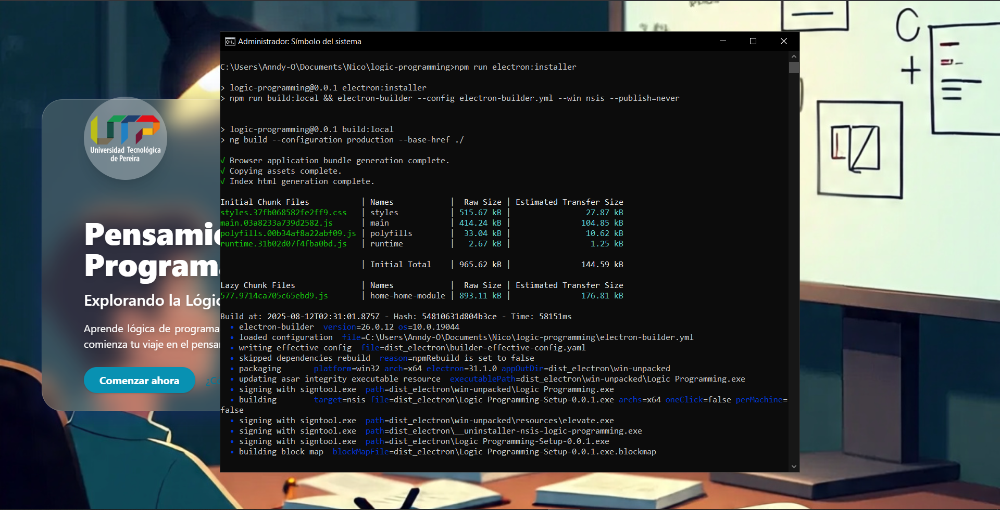 Administrador: Símbolo del sistema
C:\Users\Anndy-O\Documents\Nico\logic-programming>npm run electron:installer
> logic-programming@0.0.1 electron:installer
> npm run build:local && electron-builder --config electron-builder.yml --win nsis --publish=never
> logic-programming@0.0.1 build:local
> ng build --configuration production --base-href ./
√ Browser application bundle generation complete.
√ Copying assets complete.
√ Index html generation complete.
Initial Chunk Files | Names | Raw Size | Estimated Transfer Size
styles.37fb068582fe2ff9.css | styles | 515.67 kB | 27.87 kB
main.03a8233a739d2582.js | main | 414.24 kB | 104.85 kB
polyfills.00b34af8a22abf09.js | polyfills | 33.04 kB | 10.62 kB
runtime.31b02d07f4fba0bd.js | runtime | 2.67 kB | 1.25 kB
| Initial Total | 965.62 kB | 144.59 kB
Lazy Chunk Files | Names | Raw Size | Estimated Transfer Size
577.9714ca705c65ebd9.js | home-home-module | 893.11 kB | 176.81 kB
Build at: 2025-08-12T02:31:01.875Z - Hash: 54810631d804b3ce - Time: 58151ms
• electron-builder version=26.0.12 os=10.0.19044
• loaded configuration file=C:\Users\Anndy-O\Documents\Nico\logic-programming\electron-builder.yml
• writing effective config file=dist_electron\builder-effective-config.yaml
• skipped dependencies rebuild reason=npmRebuild is set to false
• packaging platform=win32 arch=x64 electron=31.1.0 appOutDir=dist_electron\win-unpacked
• updating asar integrity executable resource executablePath=dist_electron\win-unpacked\Logic Programming.exe
• signing with signtool.exe path=dist_electron\win-unpacked\Logic Programming.exe
• building target=nsis file=dist_electron\Logic Programming-Setup-0.0.1.exe archs=x64 oneClick=false perMachine=
false
• signing with signtool.exe path=dist_electron\win-unpacked\resources\elevate.exe
• signing with signtool.exe path=dist_electron\__uninstaller-nsis-logic-programming.exe
• signing with signtool.exe path=dist_electron\Logic Programming-Setup-0.0.1.exe
• building block map blockMapFile=dist_electron\Logic Programming-Setup-0.0.1.exe.blockmap
UTP
Universidad Tecnológica
de Pereira
Pensamie
Program
Explorando la Lógic
Aprende lógica de programa
comienza tu viaje en el pensar
Comenzar ahora
¿C
C
+